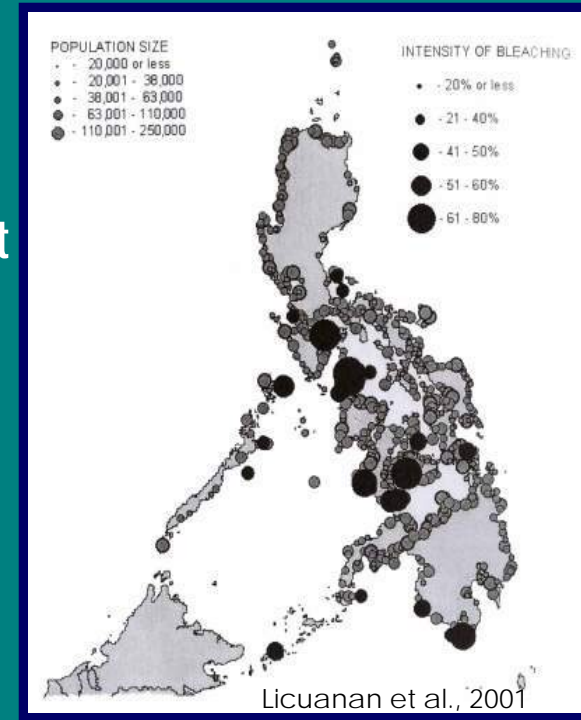 t
POPULATION SIZE
- 20,000 or less
- 20,001 - 38,000
- 38,001 - 63,000
- 63,001 - 110,000
- 110,001 - 250,000
INTENSITY OF BLEACHING
- 20% or less
- 21 - 40%
- 41 - 50%
- 51 - 60%
- 61 - 80%
Licuanan et al., 2001